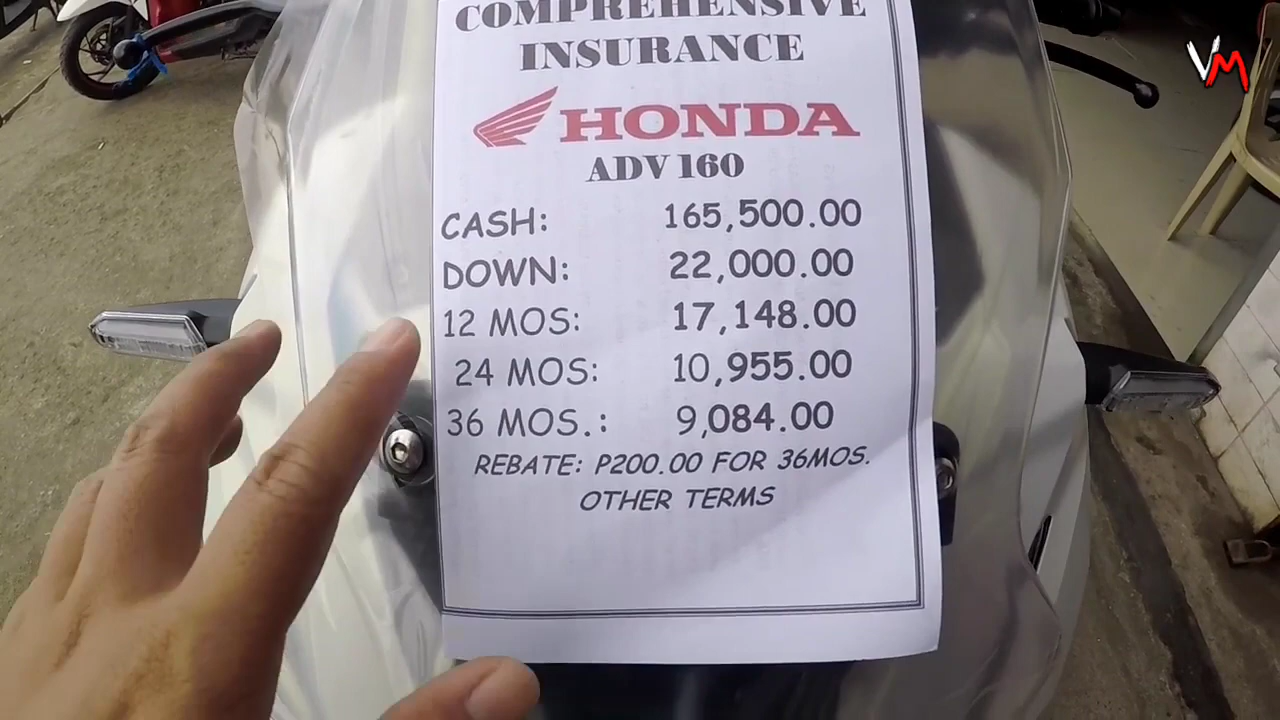 COMPREHENSIVE
INSURANCE
HONDA
ADV 160
CASH: 165,500.00
DOWN: 22,000.00
12 MOS: 17,148.00
24 MOS: 10,955.00
36 MOS.: 9,084.00
REBATE: P200.00 FOR 36MOS.
OTHER TERMS
VM